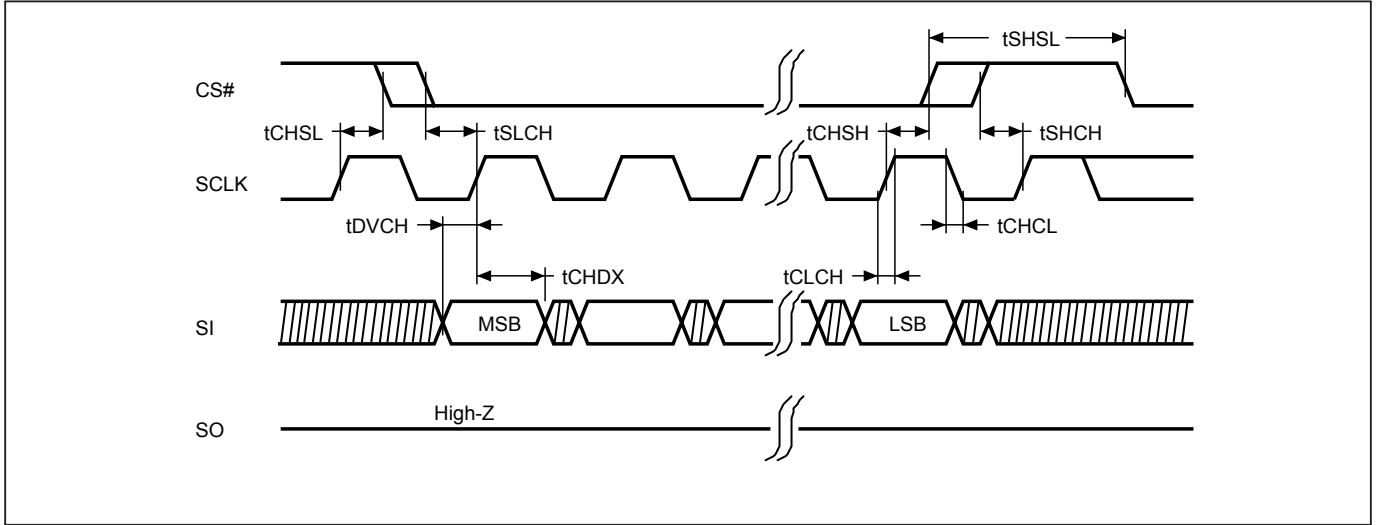 tSHSL
CS#
tCHSL
tSLCH
tCHSH
tSHCH
SCLK
tDVCH
tCHCL
tCHDX
tCLCH
SI
MSB
LSB
High-Z
SO